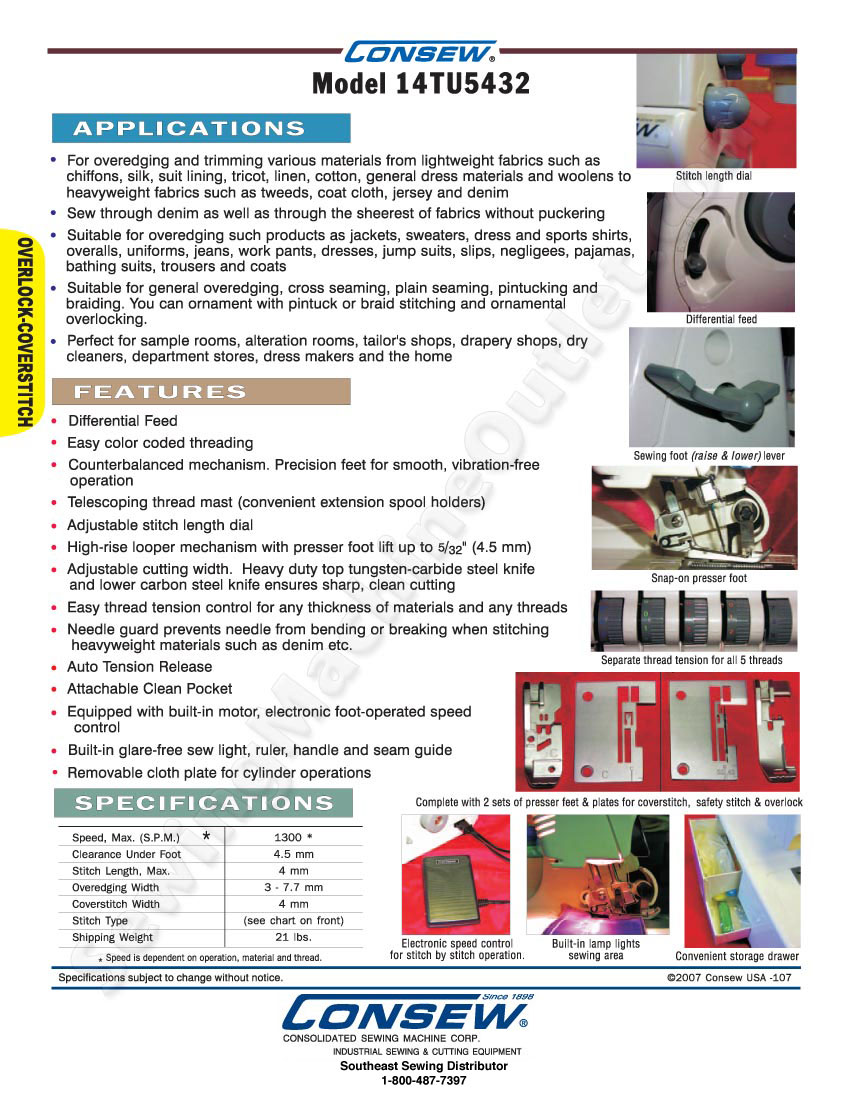 CONSEW®
Model 14TU5432
APPLICATIONS
• For overedging and trimming various materials from lightweight fabrics such as
chiffons, silk, suit lining, tricot, linen, cotton, general dress materials and woolens to
heavyweight fabrics such as tweeds, coat cloth, jersey and denim
• Sew through denim as well as through the sheerest of fabrics without puckering
• Suitable for overedging such products as jackets, sweaters, dress and sports shirts,
overalls, uniforms, jeans, work pants, dresses, jump suits, slips, negligees, pajamas,
bathing suits, trousers and coats
• Suitable for general overedging, cross seaming, plain seaming, pintucking and
braiding. You can ornament with pintuck or braid stitching and ornamental
overlocking.
• Perfect for sample rooms, alteration rooms, tailor's shops, drapery shops, dry
cleaners, department stores, dress makers and the home
OVERLOCK-COVERSTITCH
FEATURES
• Differential Feed
• Easy color coded threading
• Counterbalanced mechanism. Precision feet for smooth, vibration-free
operation
• Telescoping thread mast (convenient extension spool holders)
• Adjustable stitch length dial
• High-rise looper mechanism with presser foot lift up to 5/32" (4.5 mm)
• Adjustable cutting width. Heavy duty top tungsten-carbide steel knife
and lower carbon steel knife ensures sharp, clean cutting
• Easy thread tension control for any thickness of materials and any threads
• Needle guard prevents needle from bending or breaking when stitching
heavyweight materials such as denim etc.
• Auto Tension Release
• Attachable Clean Pocket
• Equipped with built-in motor, electronic foot-operated speed
control
• Built-in glare-free sew light, ruler, handle and seam guide
• Removable cloth plate for cylinder operations
Stitch length dial
Differential feed
Sewing foot (raise & lower) lever
Snap-on presser foot
Separate thread tension for all 5 threads
Complete with 2 sets of presser feet & plates for coverstitch, safety stitch & overlock
SPECIFICATIONS
Speed, Max. (S.P.M.) * 1300 *
Clearance Under Foot 4.5 mm
Stitch Length, Max. 4 mm
Overedging Width 3 - 7.7 mm
Coverstitch Width 4 mm
Stitch Type (see chart on front)
Shipping Weight 21 lbs.
* Speed is dependent on operation, material and thread.
Electronic speed control
for stitch by stitch operation.
Built-in lamp lights
sewing area
Convenient storage drawer
Specifications subject to change without notice.
©2007 Consew USA -107
Since 1898
CONSEW®
CONSOLIDATED SEWING MACHINE CORP.
INDUSTRIAL SEWING & CUTTING EQUIPMENT
Southeast Sewing Distributor
1-800-487-7397
SewingMachineOutlet.com